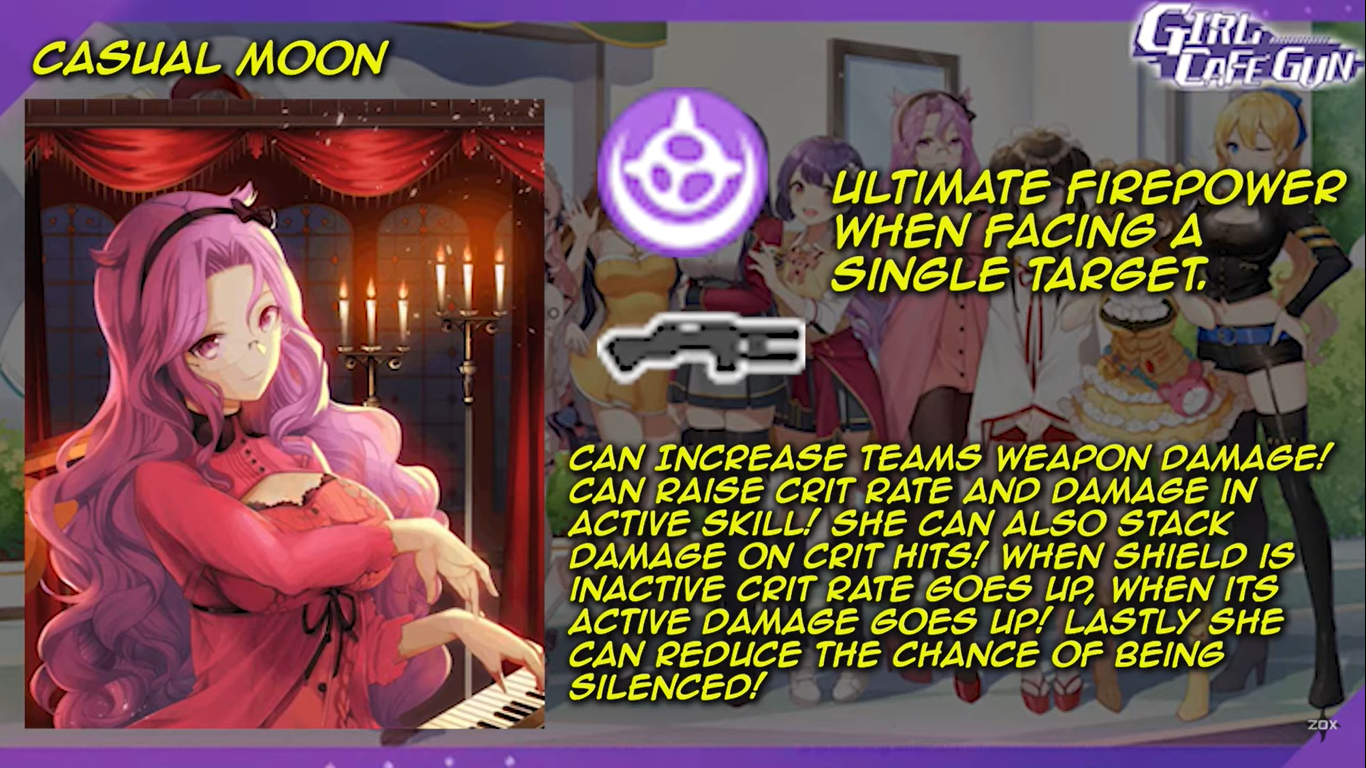 CASUAL MOON
GIRL
CAFE GUN
ULTIMATE FIREPOWER
WHEN FACING A
SINGLE TARGET.
CAN INCREASE TEAMS WEAPON DAMAGE!
CAN RAISE CRIT RATE AND DAMAGE IN
ACTIVE SKILL! SHE CAN ALSO STACK
DAMAGE ON CRIT HITS! WHEN SHIELD IS
INACTIVE CRIT RATE GOES UP, WHEN ITS
ACTIVE DAMAGE GOES UP! LASTLY SHE
CAN REDUCE THE CHANCE OF BEING
SILENCED!
ZOX